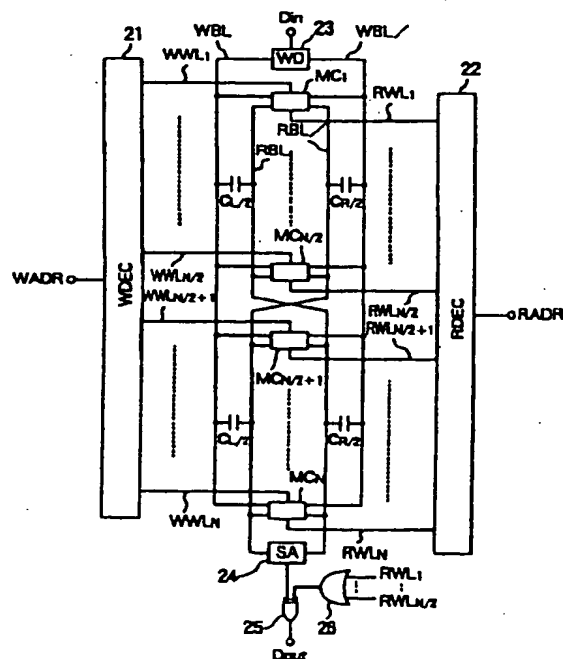 Din
21
WBL
23
WBL/
WD
WWL1
MC1
22
RWL1
RBL/
RBL
CL/2
CR/2
MCN/2
WADR
WDEC
WWLN/2
RWLN/2
RDEC
RADR
WWLN/2+1
RWLN/2+1
MCN/2+1
CL/2
CR/2
MCN
WWLN
RWLN
SA
24
RWL1
RWLN/2
25
26
Dout